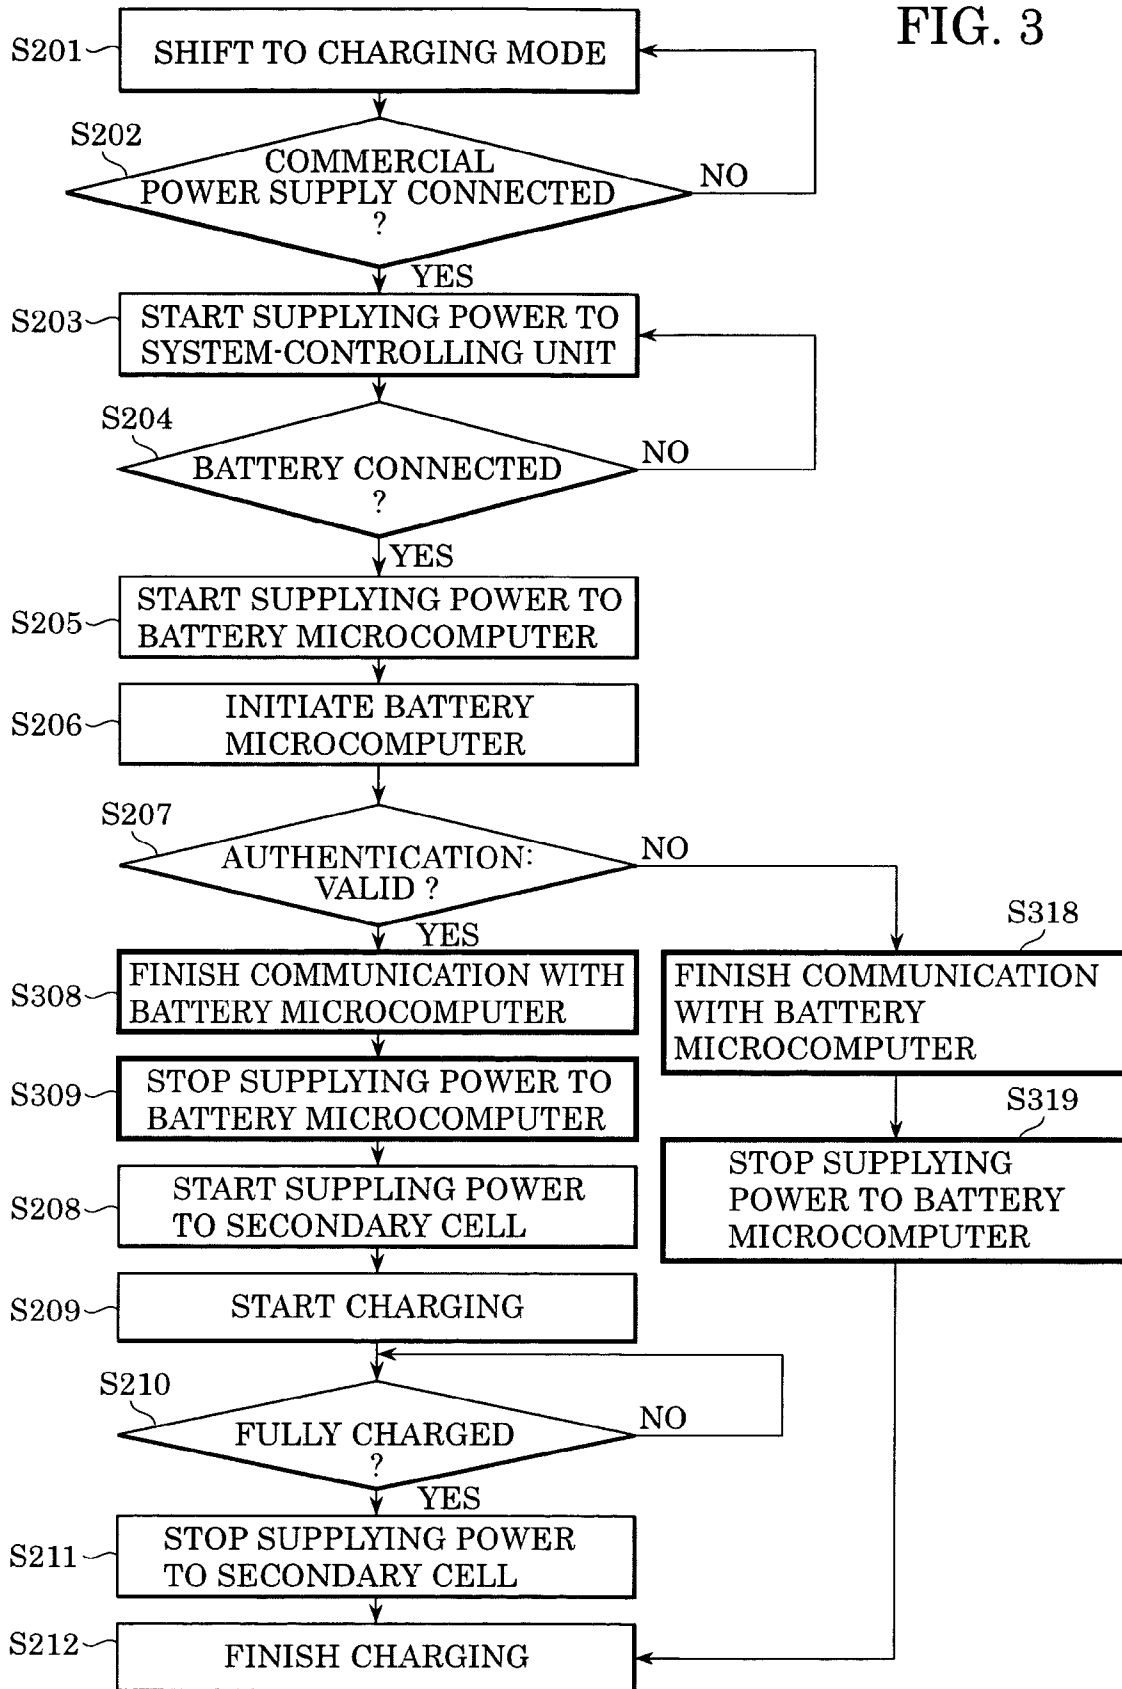 FIG. 3
S201
SHIFT TO CHARGING MODE
S202
COMMERCIAL
POWER SUPPLY CONNECTED
?
NO
YES
S203
START SUPPLYING POWER TO
SYSTEM-CONTROLLING UNIT
S204
BATTERY CONNECTED
?
NO
YES
S205
START SUPPLYING POWER TO
BATTERY MICROCOMPUTER
S206
INITIATE BATTERY
MICROCOMPUTER
S207
AUTHENTICATION:
VALID ?
NO
YES
S308
FINISH COMMUNICATION WITH
BATTERY MICROCOMPUTER
S318
FINISH COMMUNICATION
WITH BATTERY
MICROCOMPUTER
S309
STOP SUPPLYING POWER TO
BATTERY MICROCOMPUTER
S319
STOP SUPPLYING
POWER TO BATTERY
MICROCOMPUTER
S208
START SUPPLING POWER
TO SECONDARY CELL
S209
START CHARGING
S210
FULLY CHARGED
?
NO
YES
S211
STOP SUPPLYING POWER
TO SECONDARY CELL
S212
FINISH CHARGING